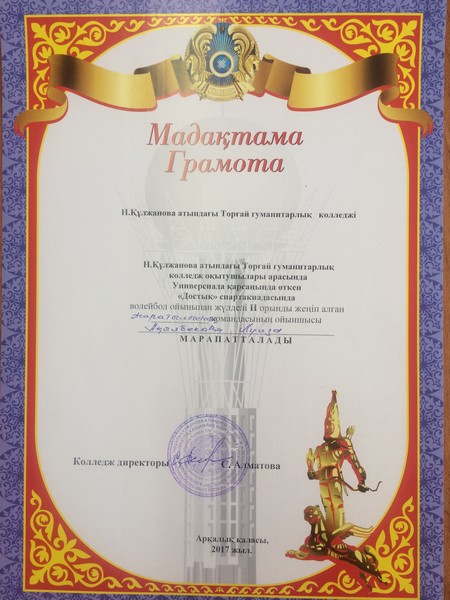 Мадақтама
Грамота
Н.Құлжанова атындағы Торғай гуманитарлық колледжі
Н.Құлжанова атындағы Торғай гуманитарлық
колледж оқытушылары арасында
Универсиада қарсаңында өткен
«Достық» спартакиадасында
волейбол ойынынан жүлделі II орынды жеңіп алған
командасының ойыншысы
МАРАПАТТАЛАДЫ
Колледж директоры С. Алматова
Арқалық қаласы,
2017 жыл.